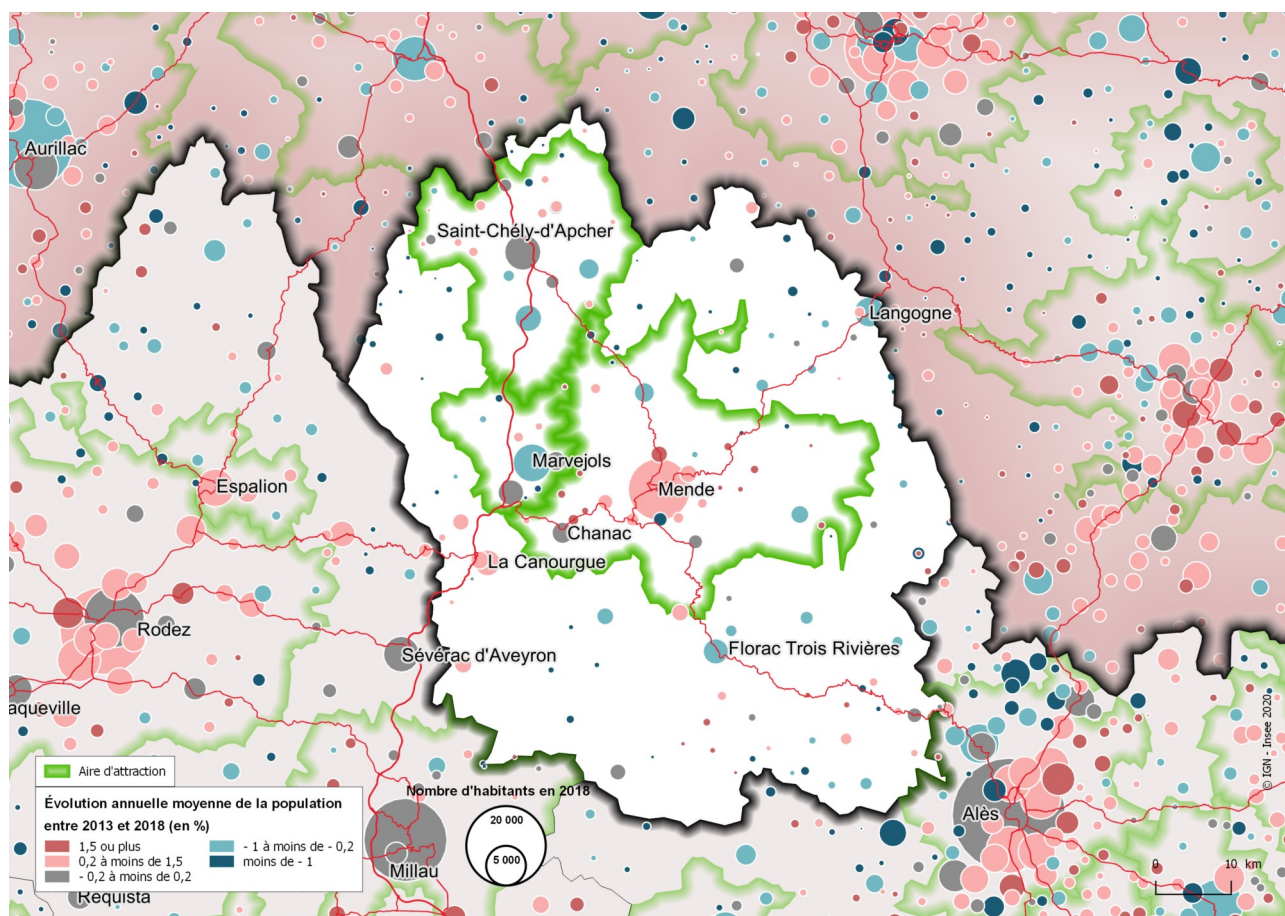 Aurillac
Saint-Chély-d'Apcher
Langogne
Espalion
Marvejols
Mende
Chanac
La Canourgue
Rodez
Sévérac d'Aveyron
Florac Trois Rivières
aqueville
© IGN - Insee 2020
Aire d'attraction
Évolution annuelle moyenne de la population
entre 2013 et 2018 (en %)
1,5 ou plus
0,2 à moins de 1,5
- 0,2 à moins de 0,2
- 1 à moins de - 0,2
moins de - 1
Nombre d'habitants en 2018
20 000
5 000
Alès
Millau
Réquista
0 10 km